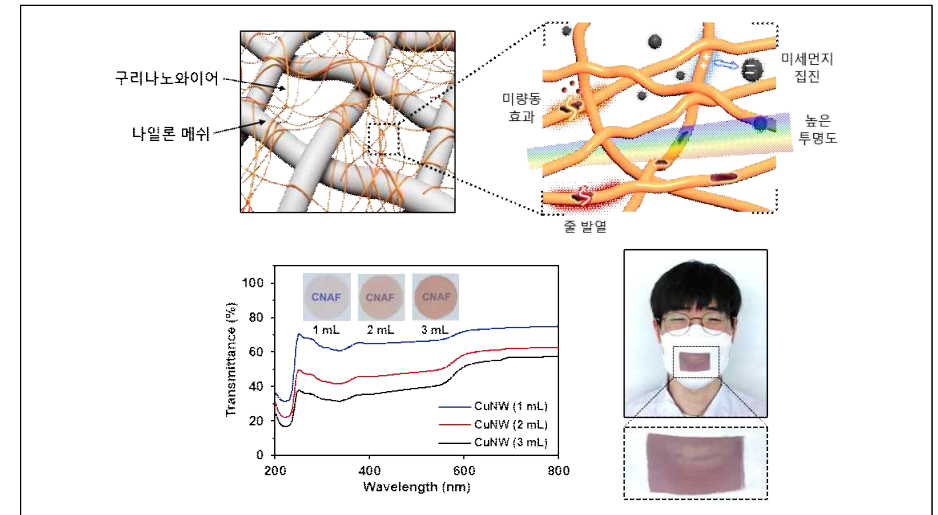 구리나노와이어
나일론 메쉬
미량동
효과
미세먼지
집진
높은
투명도
줄 발열
Transmittance (%)
100
80
60
40
20
0
CNAF
CNAF
CNAF
1 mL
2 mL
3 mL
CuNW (1 mL)
CuNW (2 mL)
CuNW (3 mL)
200
400
600
800
Wavelength (nm)